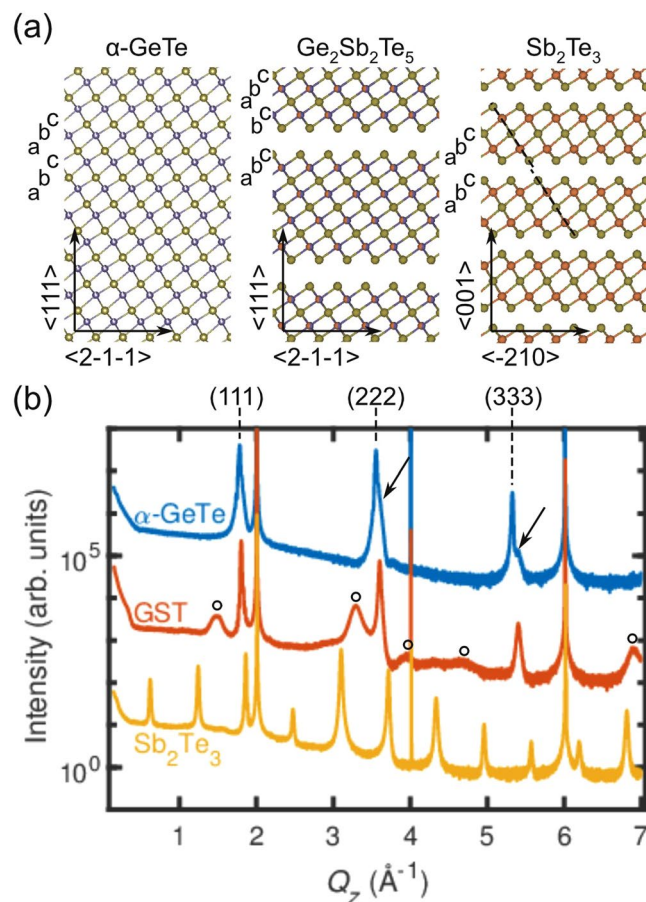 (a)
α-GeTe Ge2Sb2Te5 Sb2Te3
a b c
a b c
<111>
<2-1-1>
a b c
b c
a b c
<111>
<2-1-1>
a b c
a b c
<001>
<-210>
(b)
(111) (222) (333)
α-GeTe
GST
Sb2Te3
10^5
10^0
Intensity (arb. units)
1 2 3 4 5 6 7
Qz (Å-1)